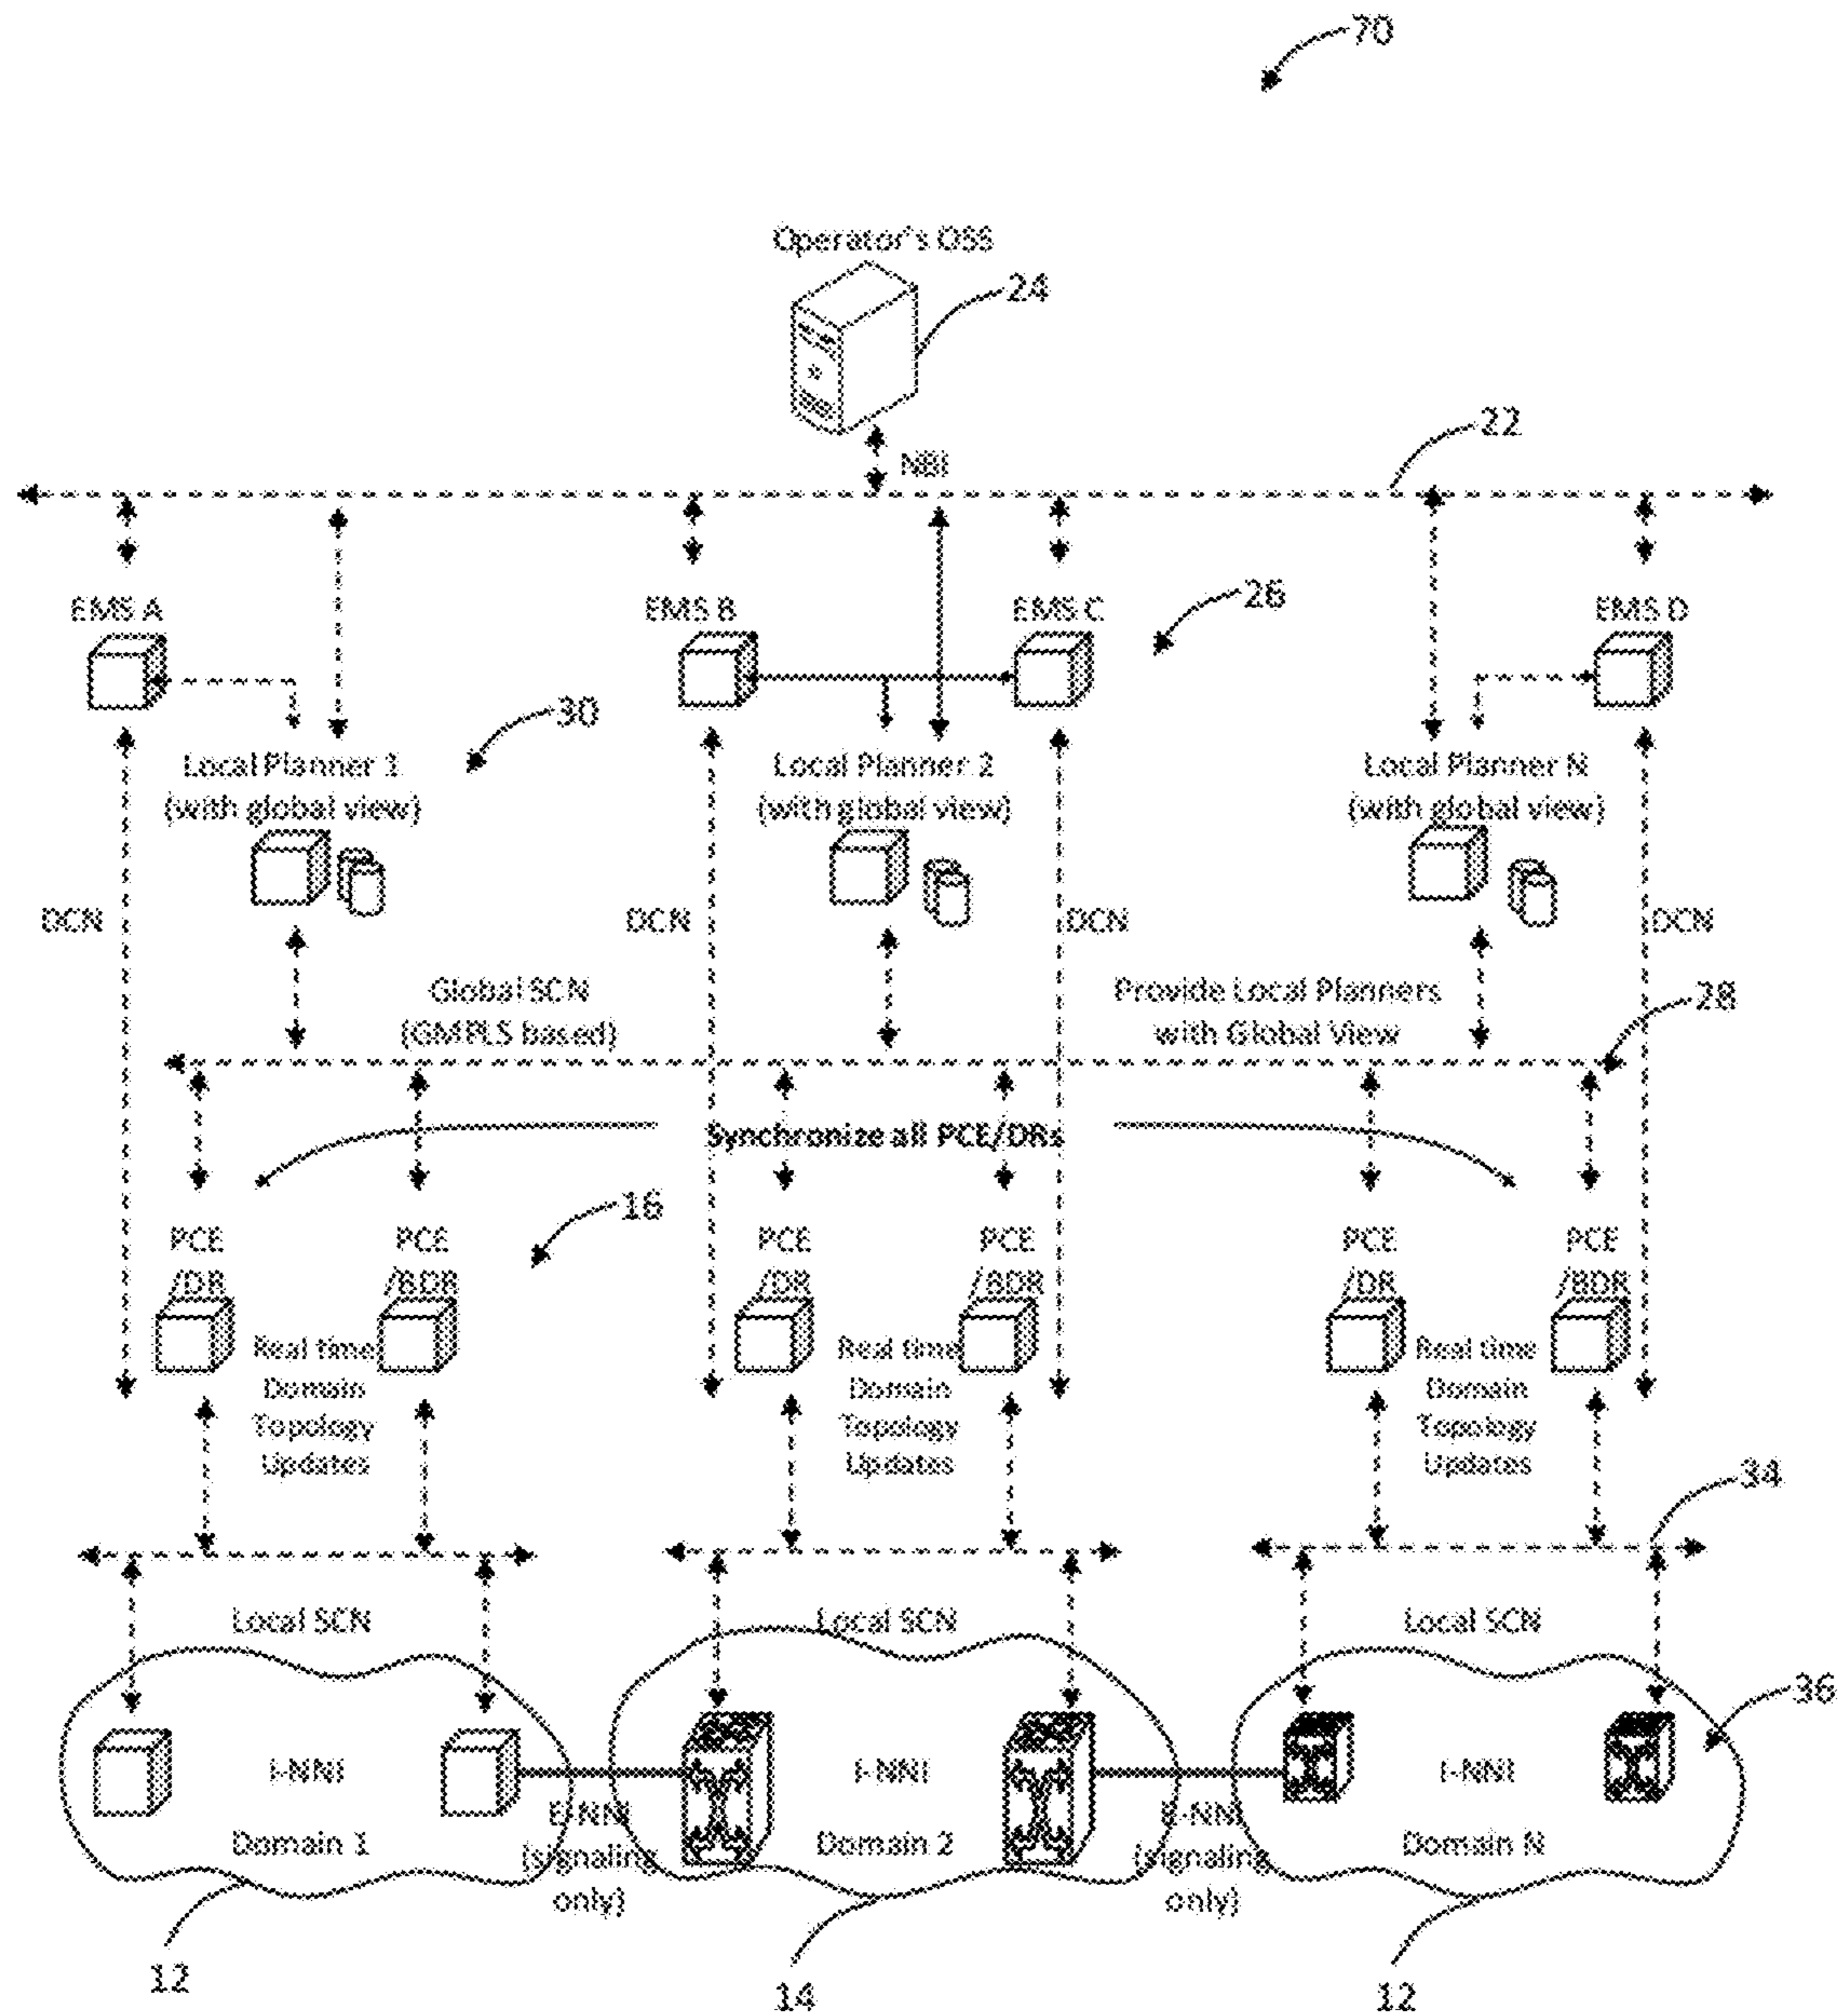 70
Operator's OSS
24
22
NBI
EMS A
EMS B
EMS C
26
EMS D
30
Local Planner 1
(with global view)
Local Planner 2
(with global view)
Local Planner N
(with global view)
DCN
DCN
DCN
DCN
Global SCN
(GMPLS based)
Provide Local Planners
with Global View
28
Synchronize all PCE/DRs
16
PCE
/DR
PCE
/BDR
PCE
/DR
PCE
/BDR
PCE
/DR
PCE
/BDR
Real time
Domain
Topology
Updates
Real time
Domain
Topology
Updates
Real time
Domain
Topology
Updates
34
Local SCN
Local SCN
Local SCN
36
I-NNI
I-NNI
I-NNI
Domain 1
E-NNI
(signaling
only)
Domain 2
E-NNI
(signaling
only)
Domain N
12
14
12